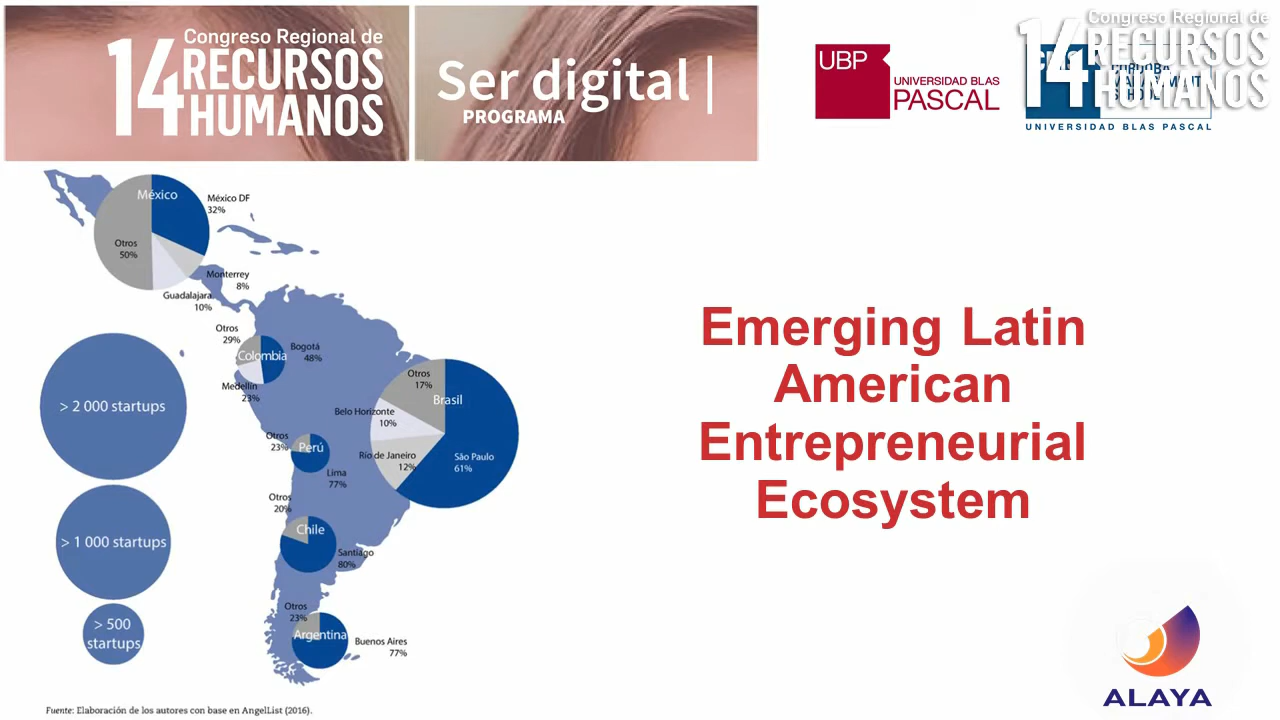 Congreso Regional de
14 RECURSOS
HUMANOS
Ser digital |
PROGRAMA
UBP
UNIVERSIDAD BLAS
PASCAL
Congreso Regional de
14 RECURSOS
HUMANOS
UNIVERSIDAD BLAS PASCAL
México
México DF
32%
Otros
50%
Monterrey
8%
Guadalajara
10%
Otros
29%
Colombia
Bogotá
48%
Medellín
23%
Otros
17%
Brasil
Belo Horizonte
10%
Río de Janeiro
12%
São Paulo
61%
Otros
23%
Perú
Lima
77%
Otros
20%
Chile
Santiago
80%
Otros
23%
Argentina
Buenos Aires
77%
> 2 000 startups
> 1 000 startups
> 500
startups
Emerging Latin
American
Entrepreneurial
Ecosystem
ALAYA
Fuente: Elaboración de los autores con base en AngelList (2016).